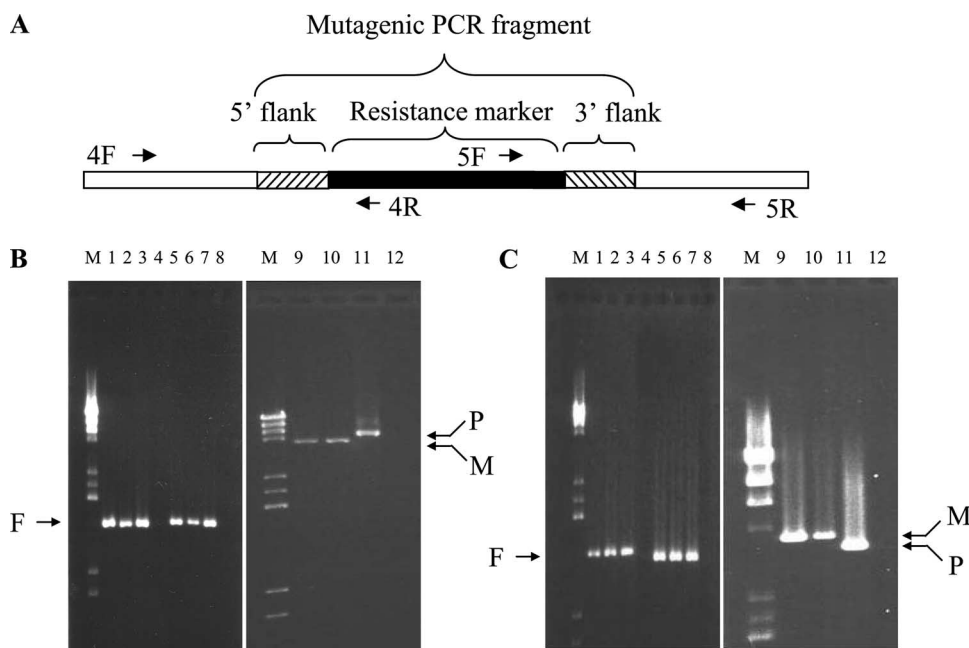 A
Mutagenic PCR fragment
5’ flank
Resistance marker
3’ flank
4F
5F
4R
5R
B
M 1 2 3 4 5 6 7 8
M 9 10 11 12
F
P
M
C
M 1 2 3 4 5 6 7 8
M 9 10 11 12
F
M
P